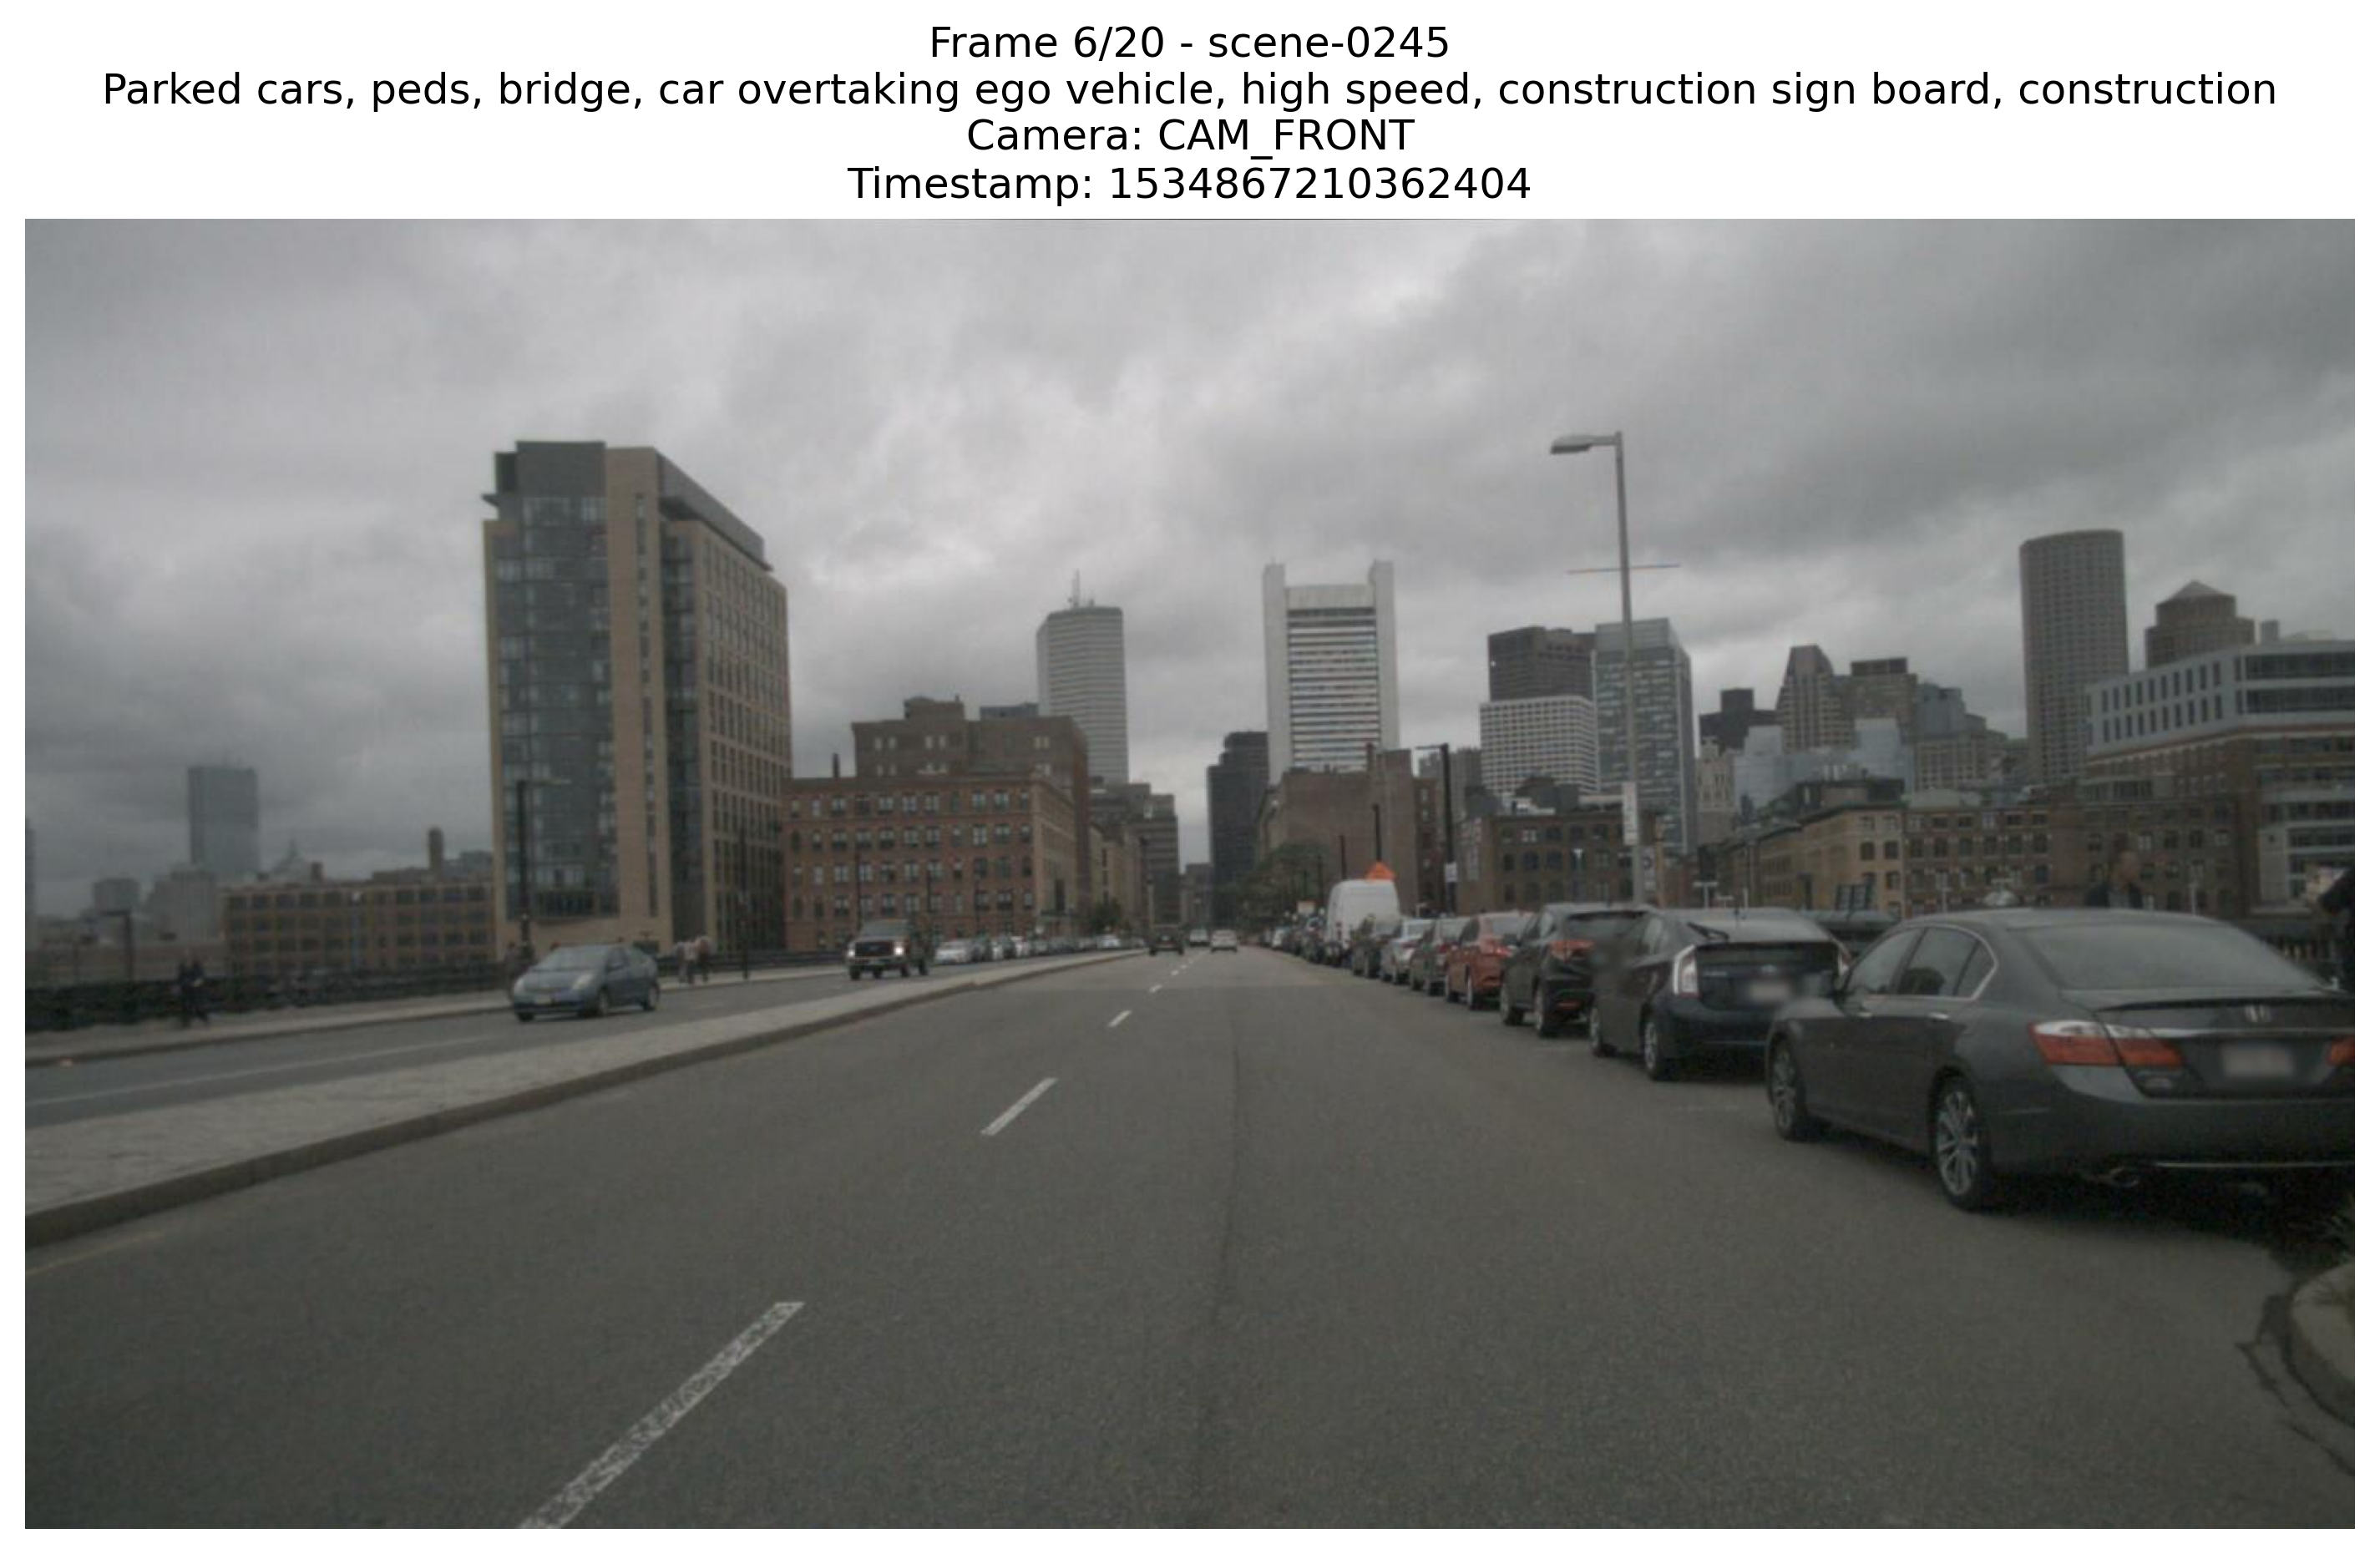 Frame 6/20 - scene-0245
Parked cars, peds, bridge, car overtaking ego vehicle, high speed, construction sign board, construction
Camera: CAM_FRONT
Timestamp: 1534867210362404